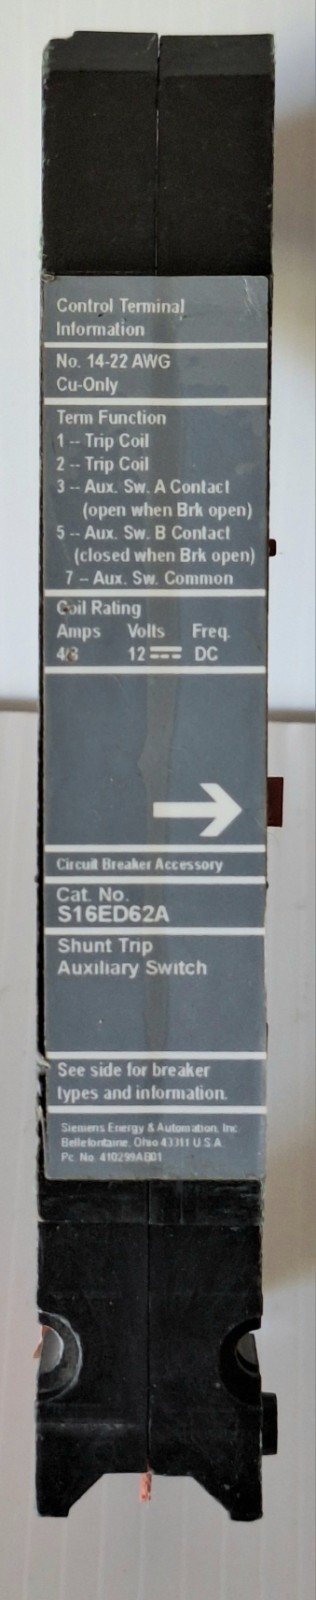 Control Terminal
Information
No. 14-22 AWG
Cu-Only
Term Function
1 -- Trip Coil
2 -- Trip Coil
3 -- Aux. Sw. A Contact
(open when Brk open)
5 -- Aux. Sw. B Contact
(closed when Brk open)
7 -- Aux. Sw. Common
Coil Rating
Amps Volts Freq.
12 DC
Circuit Breaker Accessory
Cat. No.
S16ED62A
Shunt Trip
Auxiliary Switch
See side for breaker
types and information.
Siemens Energy & Automation, Inc.
Bellefontaine, Ohio 43311 U.S.A.
Pc. No. 410299AB01